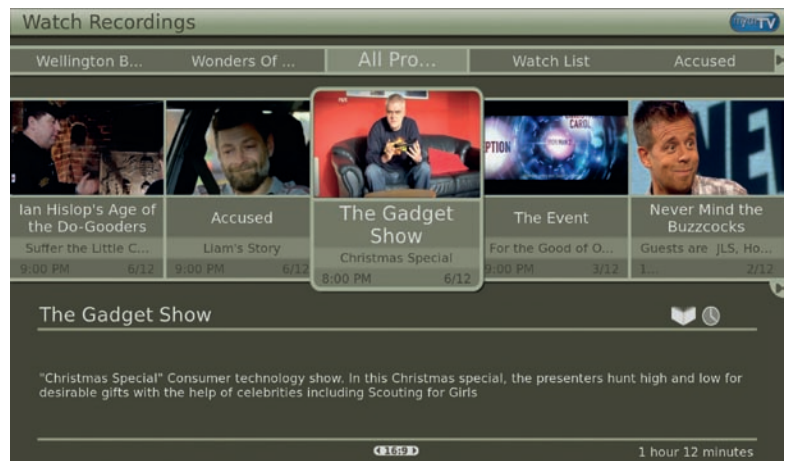 Watch Recordings
mythTV
Wellington B...
Wonders Of ...
All Pro...
Watch List
Accused
CAROL
PTION
Ian Hislop's Age of
the Do-Gooders
Suffer the Little C...
9:00 PM 6/12
Accused
Liam's Story
9:00 PM 6/12
The Gadget
Show
Christmas Special
8:00 PM 6/12
The Event
For the Good of O...
9:00 PM 3/12
Never Mind the
Buzzcocks
Guests are JLS, Ho...
1... 2/12
The Gadget Show
"Christmas Special" Consumer technology show. In this Christmas special, the presenters hunt high and low for
desirable gifts with the help of celebrities including Scouting for Girls
16:9
1 hour 12 minutes